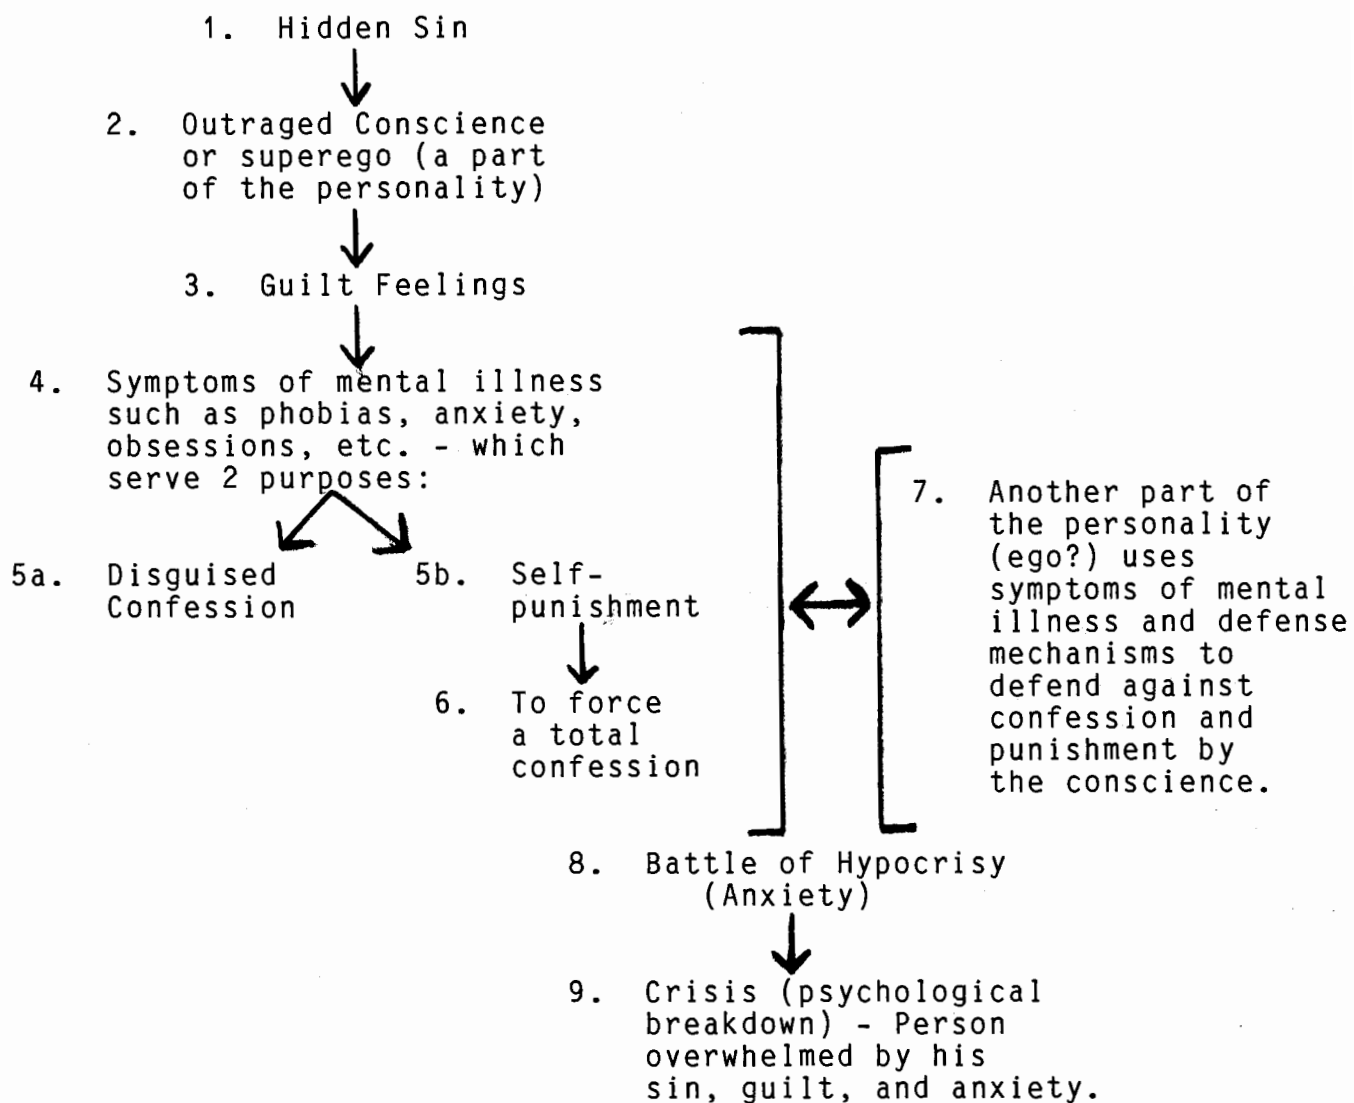 1. Hidden Sin
2. Outraged Conscience
or superego (a part
of the personality)
3. Guilt Feelings
4. Symptoms of mental illness
such as phobias, anxiety,
obsessions, etc. - which
serve 2 purposes:
5a. Disguised
Confession
5b. Self-
punishment
6. To force
a total
confession
7. Another part of
the personality
(ego?) uses
symptoms of mental
illness and defense
mechanisms to
defend against
confession and
punishment by
the conscience.
8. Battle of Hypocrisy
(Anxiety)
9. Crisis (psychological
breakdown) - Person
overwhelmed by his
sin, guilt, and anxiety.